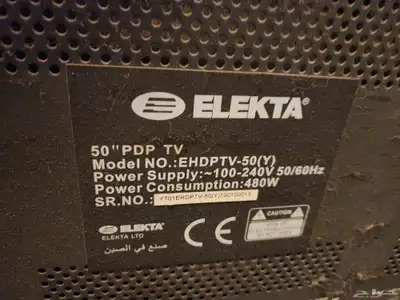 ELEKTA
50"PDP TV
Model NO.:EHDPTV-50(Y)
Power Supply:~100-240V 50/60Hz
Power Consumption:480W
SR.NO.:
ELEKTA
ELEKTA LTD
صنع في الصين
CE
CAUTION